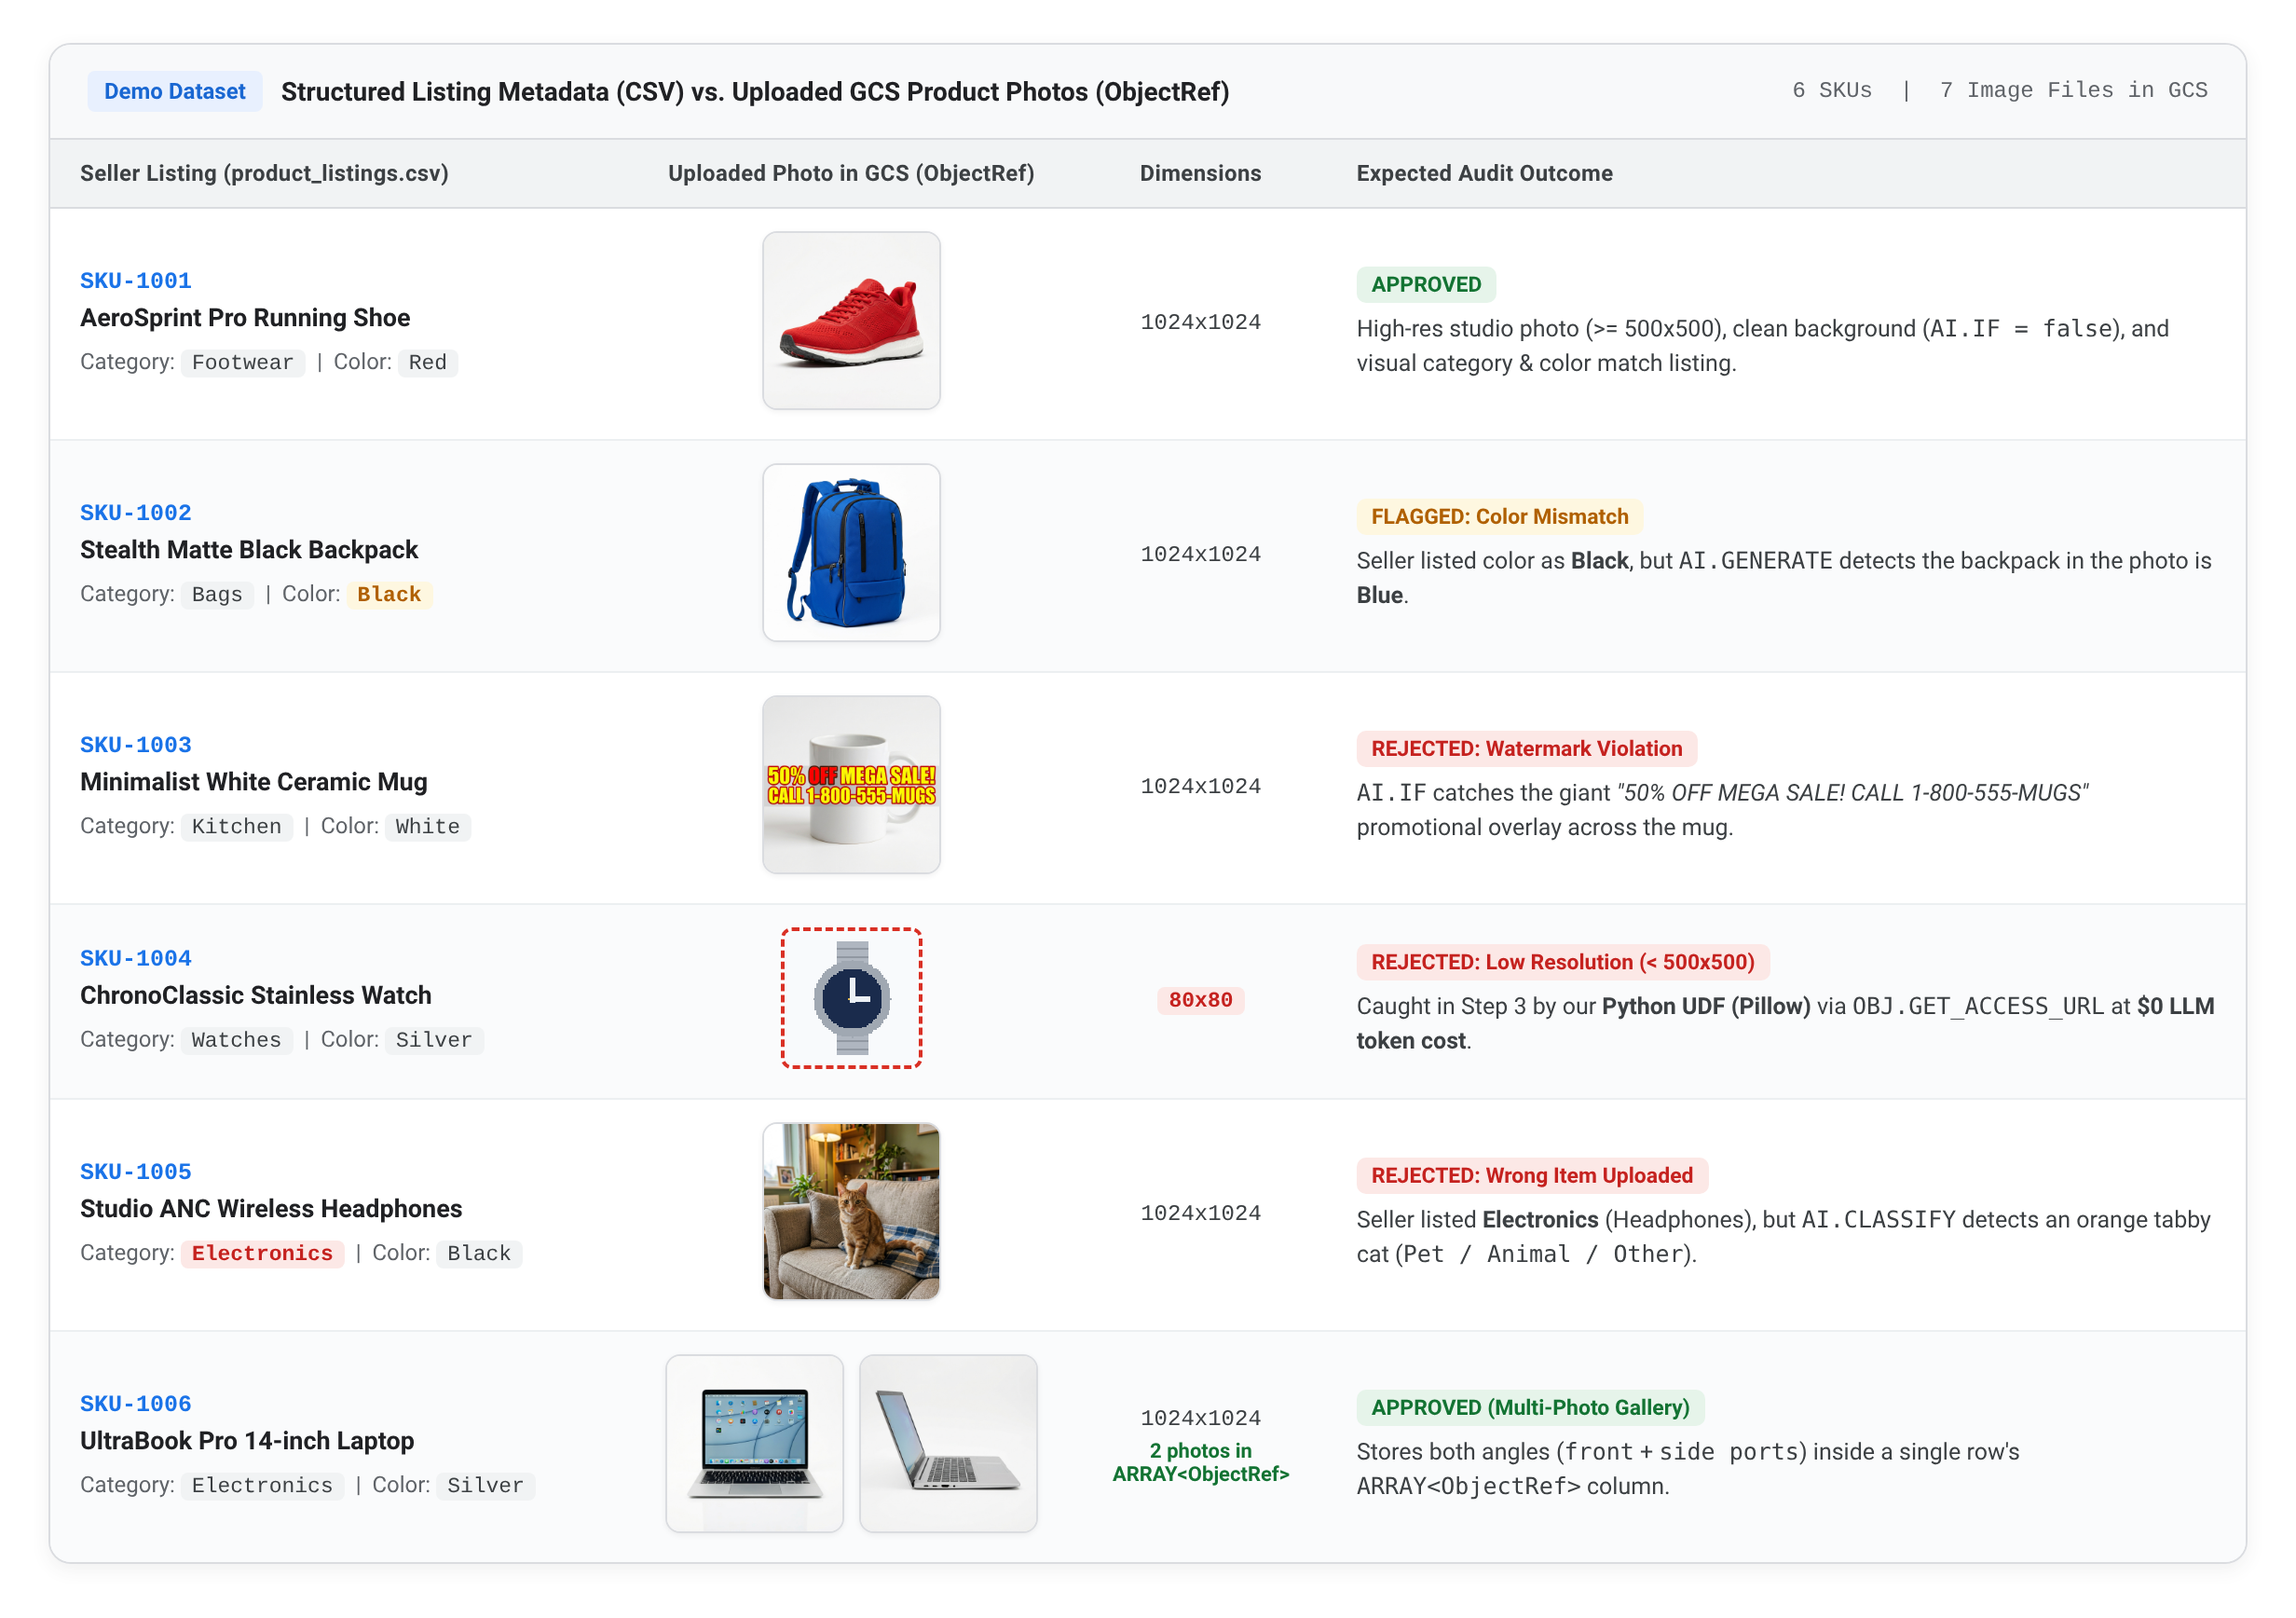 Demo Dataset
Structured Listing Metadata (CSV) vs. Uploaded GCS Product Photos (ObjectRef)
6 SKUs | 7 Image Files in GCS
Seller Listing (product_listings.csv)
Uploaded Photo in GCS (ObjectRef)
Dimensions
Expected Audit Outcome
SKU-1001
AeroSprint Pro Running Shoe
Category: Footwear | Color: Red
1024x1024
APPROVED
High-res studio photo (>= 500x500), clean background (AI.IF = false), and
visual category & color match listing.
SKU-1002
Stealth Matte Black Backpack
Category: Bags | Color: Black
1024x1024
FLAGGED: Color Mismatch
Seller listed color as Black, but AI.GENERATE detects the backpack in the photo is
Blue.
SKU-1003
Minimalist White Ceramic Mug
Category: Kitchen | Color: White
50% OFF MEGA SALE!
CALL 1-800-555-MUGS
1024x1024
REJECTED: Watermark Violation
AI.IF catches the giant "50% OFF MEGA SALE! CALL 1-800-555-MUGS"
promotional overlay across the mug.
SKU-1004
ChronoClassic Stainless Watch
Category: Watches | Color: Silver
80x80
REJECTED: Low Resolution (< 500x500)
Caught in Step 3 by our Python UDF (Pillow) via OBJ.GET_ACCESS_URL at $0 LLM
token cost.
SKU-1005
Studio ANC Wireless Headphones
Category: Electronics | Color: Black
1024x1024
REJECTED: Wrong Item Uploaded
Seller listed Electronics (Headphones), but AI.CLASSIFY detects an orange tabby
cat (Pet / Animal / Other).
SKU-1006
UltraBook Pro 14-inch Laptop
Category: Electronics | Color: Silver
1024x1024
2 photos in
ARRAY<ObjectRef>
APPROVED (Multi-Photo Gallery)
Stores both angles (front + side ports) inside a single row's
ARRAY<ObjectRef> column.